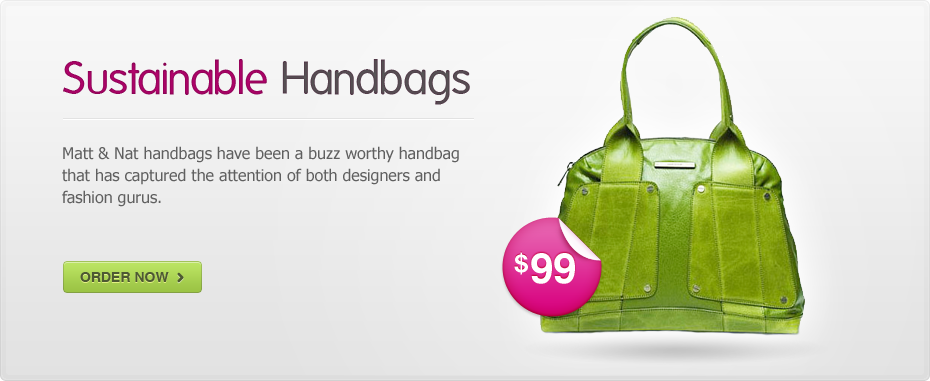 Sustainable Handbags
Matt & Nat handbags have been a buzz worthy handbag
that has captured the attention of both designers and
fashion gurus.
ORDER NOW
$99